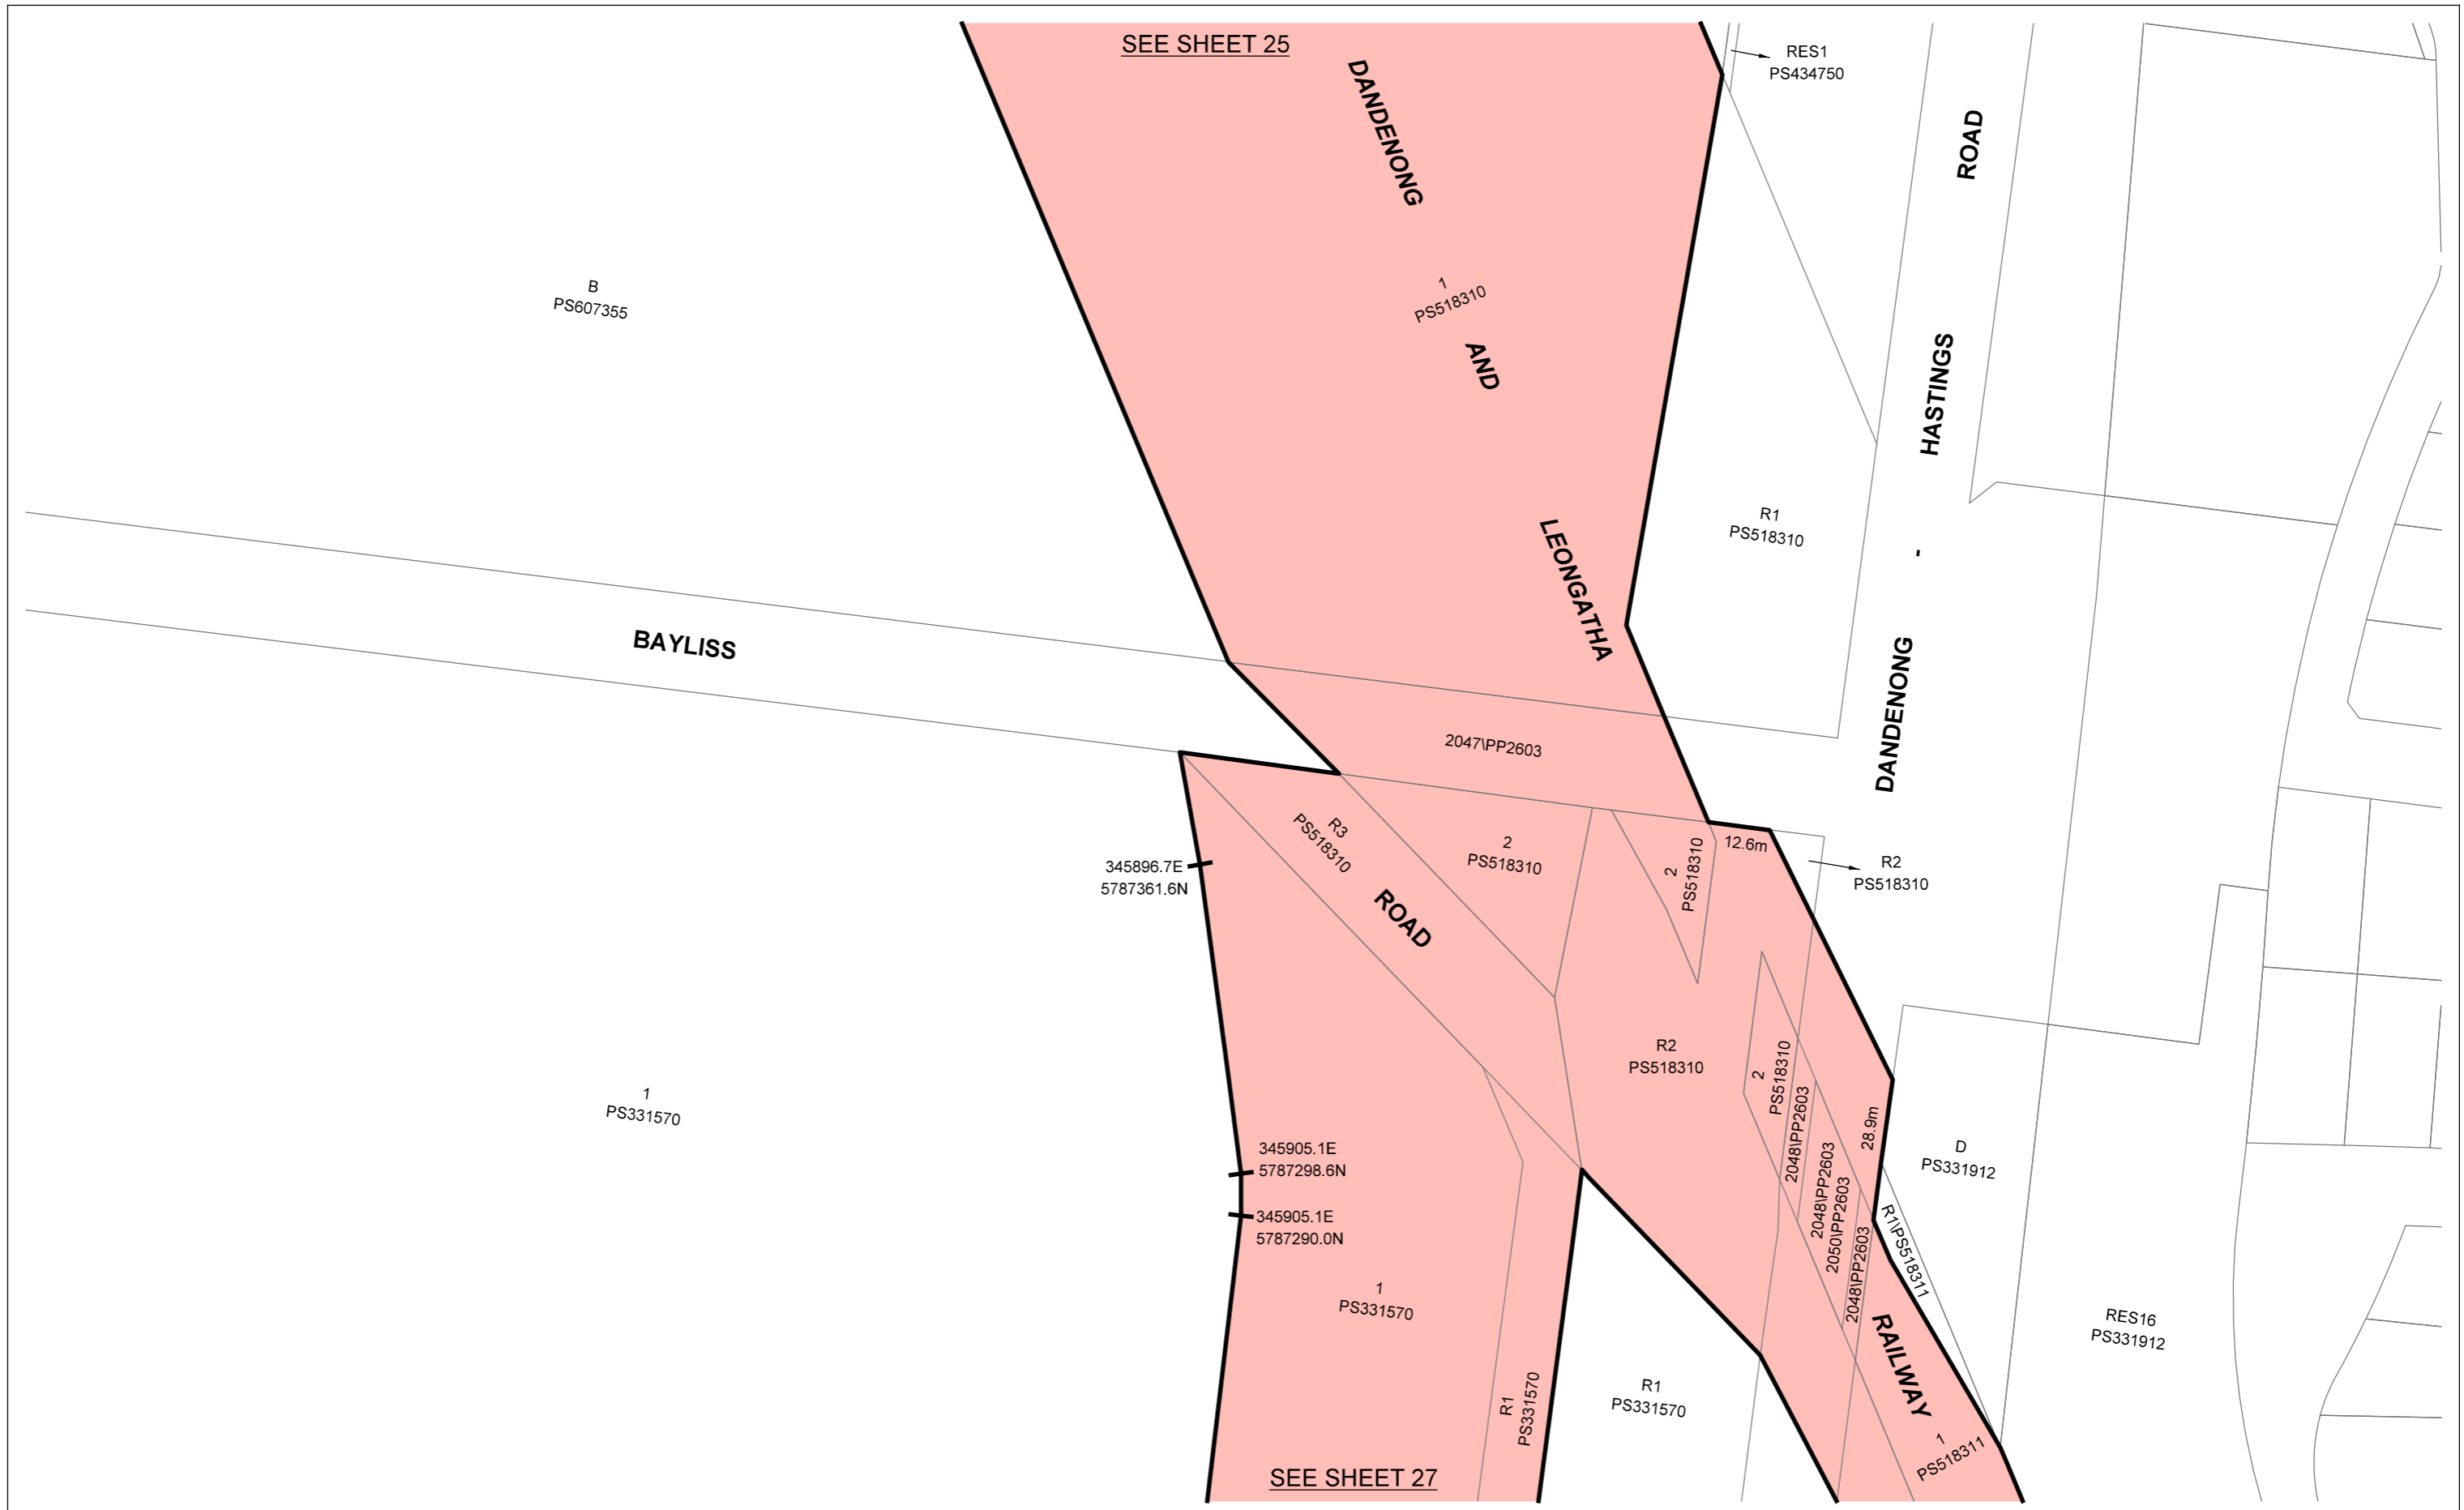 SEE SHEET 25
RES1
PS434750
DANDENONG
AND
LEONGATHA
RAILWAY
ROAD
HASTINGS
-
DANDENONG
B
PS607355
1
PS518310
R1
PS518310
BAYLISS
ROAD
2047\PP2603
R3
PS518310
2
PS518310
2
PS518310
12.6m
R2
PS518310
345896.7E
5787361.6N
R2
PS518310
2
PS518310
2048\PP2603
2048\PP2603
2050\PP2603
2048\PP2603
28.9m
D
PS331912
R1\PS518311
1
PS331570
345905.1E
5787298.6N
345905.1E
5787290.0N
1
PS331570
R1
PS331570
R1
PS331570
RES16
PS331912
1
PS518311
SEE SHEET 27